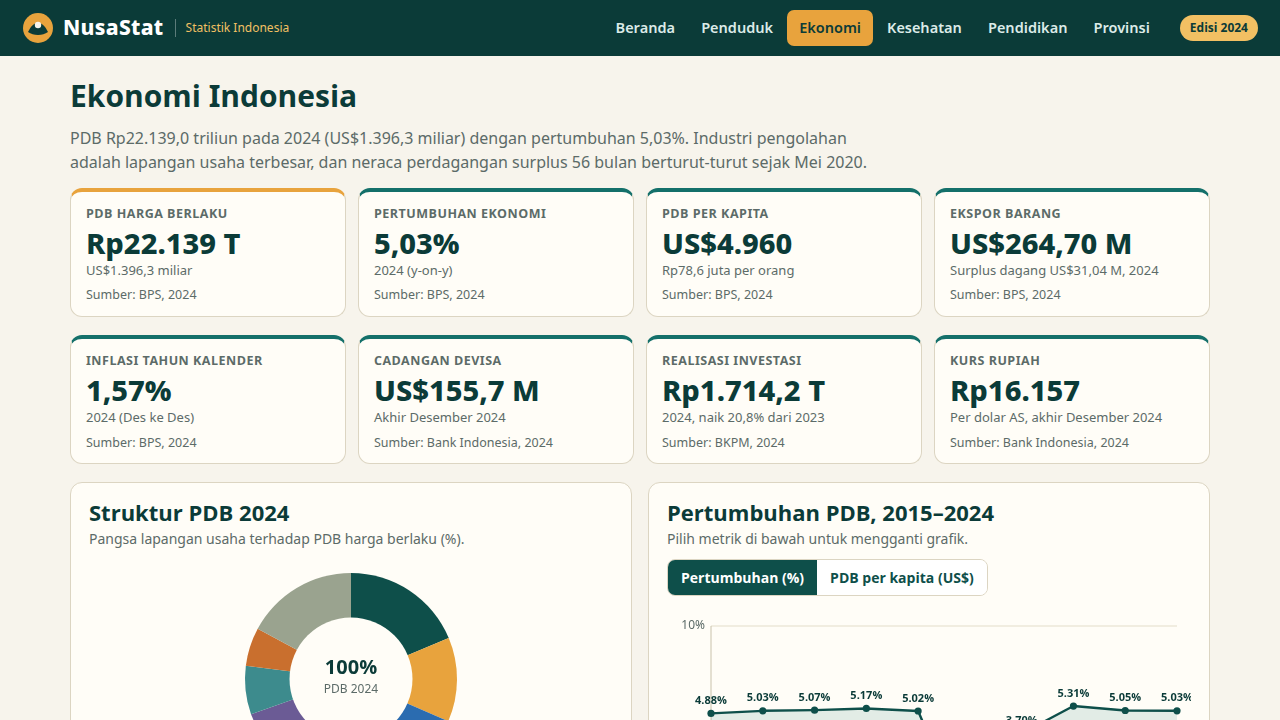 NusaStat
Statistik Indonesia
Beranda
Penduduk
Ekonomi
Kesehatan
Pendidikan
Provinsi
Edisi 2024
Ekonomi Indonesia
PDB Rp22.139,0 triliun pada 2024 (US$1.396,3 miliar) dengan pertumbuhan 5,03%. Industri pengolahan
adalah lapangan usaha terbesar, dan neraca perdagangan surplus 56 bulan berturut-turut sejak Mei 2020.
PDB HARGA BERLAKU
Rp22.139 T
US$1.396,3 miliar
Sumber: BPS, 2024
PERTUMBUHAN EKONOMI
5,03%
2024 (y-on-y)
Sumber: BPS, 2024
PDB PER KAPITA
US$4.960
Rp78,6 juta per orang
Sumber: BPS, 2024
EKSPOR BARANG
US$264,70 M
Surplus dagang US$31,04 M, 2024
Sumber: BPS, 2024
INFLASI TAHUN KALENDER
1,57%
2024 (Des ke Des)
Sumber: BPS, 2024
CADANGAN DEVISA
US$155,7 M
Akhir Desember 2024
Sumber: Bank Indonesia, 2024
REALISASI INVESTASI
Rp1.714,2 T
2024, naik 20,8% dari 2023
Sumber: BKPM, 2024
KURS RUPIAH
Rp16.157
Per dolar AS, akhir Desember 2024
Sumber: Bank Indonesia, 2024
Struktur PDB 2024
Pangsa lapangan usaha terhadap PDB harga berlaku (%).
100%
PDB 2024
Pertumbuhan PDB, 2015–2024
Pilih metrik di bawah untuk mengganti grafik.
Pertumbuhan (%)
PDB per kapita (US$)
10%
4.88%
5.03%
5.07%
5.17%
5.02%
3.70%
5.31%
5.05%
5.03%